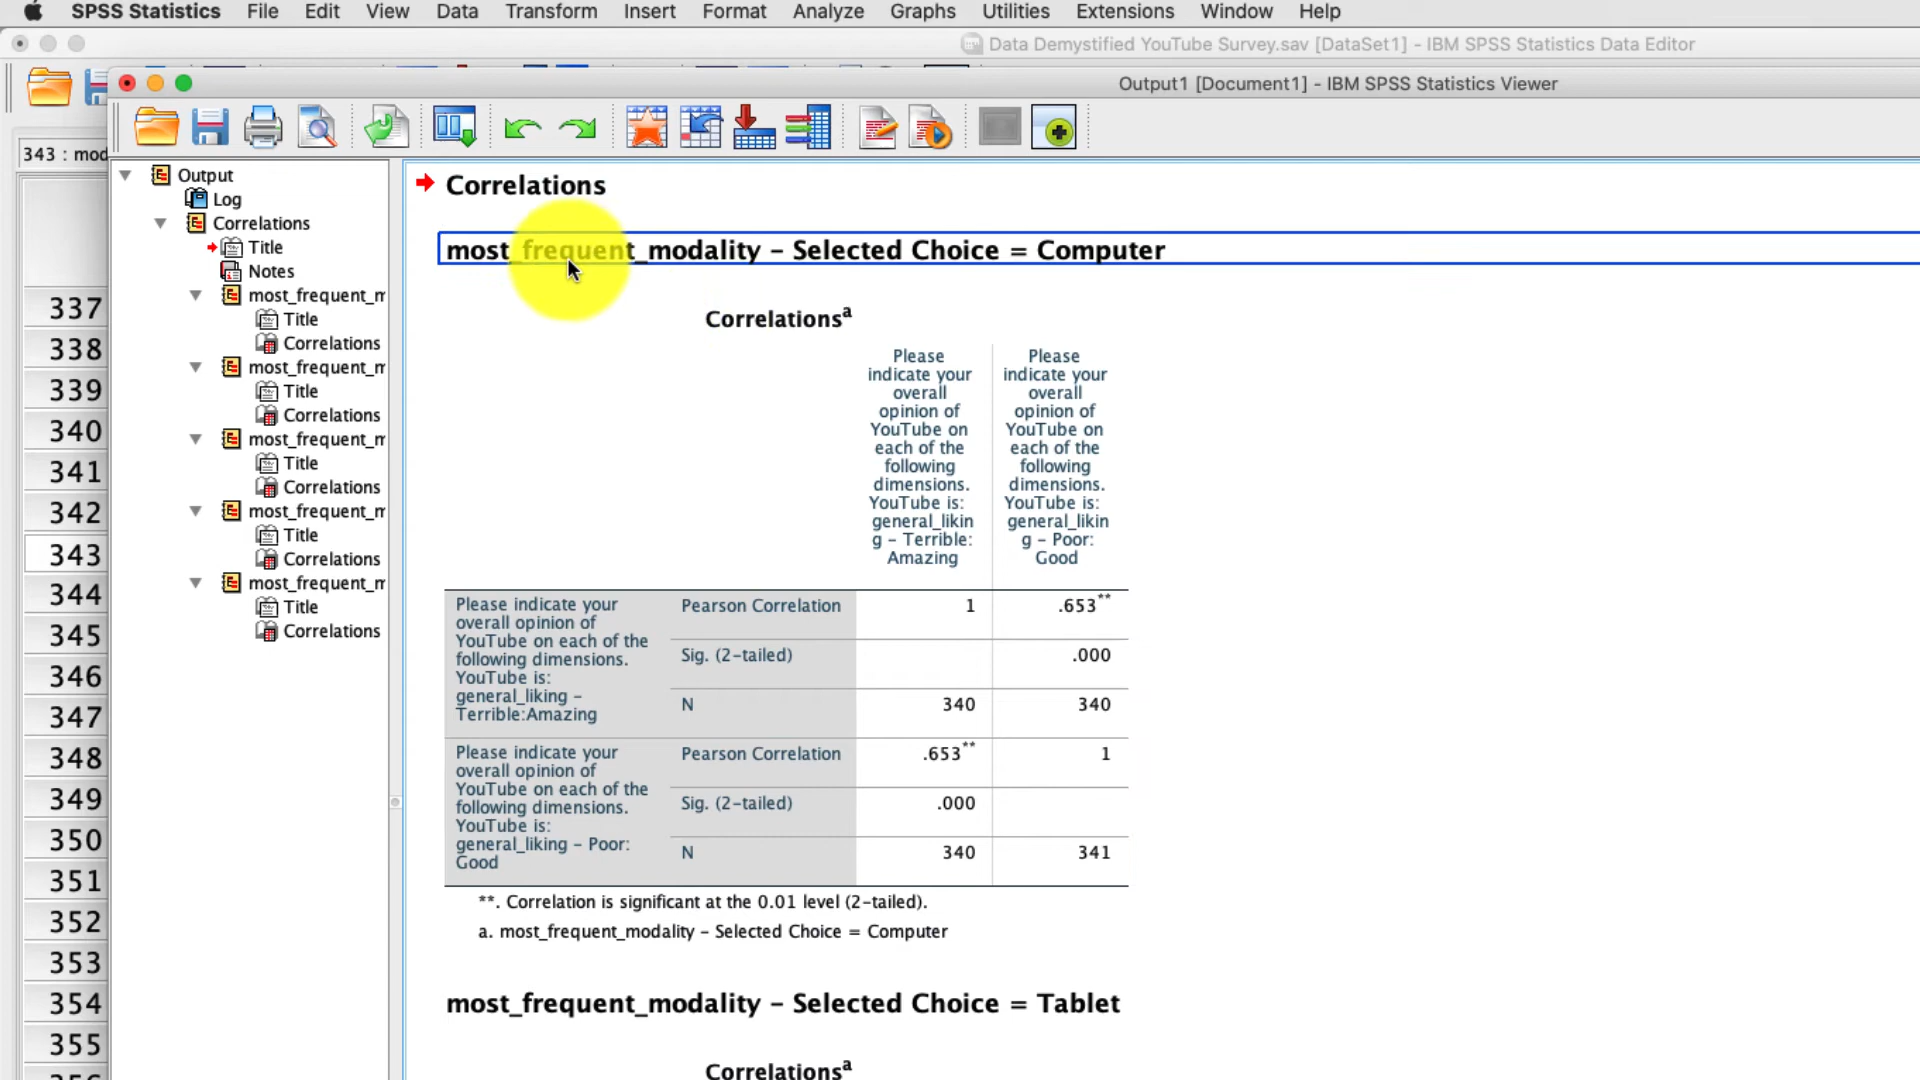 SPSS Statistics File Edit View Data Transform Insert Format Analyze Graphs Utilities Extensions Window Help
Data Demystified YouTube Survey.sav [DataSet1] - IBM SPSS Statistics Data Editor
Output1 [Document1] - IBM SPSS Statistics Viewer
343 : mod
Output
Log
Correlations
Title
Notes
most_frequent_m
Title
Correlations
most_frequent_m
Title
Correlations
most_frequent_m
Title
Correlations
most_frequent_m
Title
Correlations
most_frequent_m
Title
Correlations
337
338
339
340
341
342
343
344
345
346
347
348
349
350
351
352
353
354
355
Correlations
most_frequent_modality - Selected Choice = Computer
Correlationsa
Please
indicate your
overall
opinion of
YouTube on
each of the
following
dimensions.
YouTube is:
general_likin
g - Terrible:
Amazing
Please
indicate your
overall
opinion of
YouTube on
each of the
following
dimensions.
YouTube is:
general_likin
g - Poor:
Good
Please indicate your
overall opinion of
YouTube on each of the
following dimensions.
YouTube is:
general_liking -
Terrible:Amazing
Pearson Correlation 1 .653**
Sig. (2-tailed) .000
N 340 340
Please indicate your
overall opinion of
YouTube on each of the
following dimensions.
YouTube is:
general_liking - Poor:
Good
Pearson Correlation .653** 1
Sig. (2-tailed) .000
N 340 341
**. Correlation is significant at the 0.01 level (2-tailed).
a. most_frequent_modality - Selected Choice = Computer
most_frequent_modality - Selected Choice = Tablet
Correlationsa